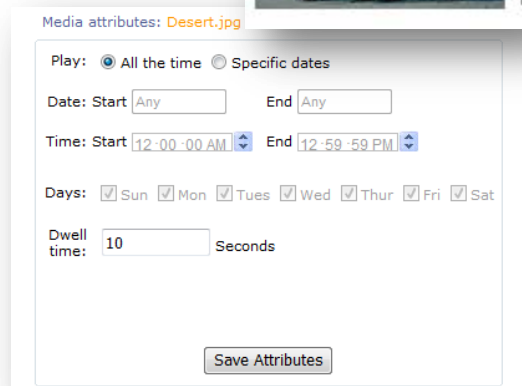 Media attributes: Desert.jpg
Play: All the time Specific dates
Date: Start Any End Any
Time: Start 12:00:00 AM End 12:59:59 PM
Days: Sun Mon Tues Wed Thur Fri Sat
Dwell time: 10 Seconds
Save Attributes